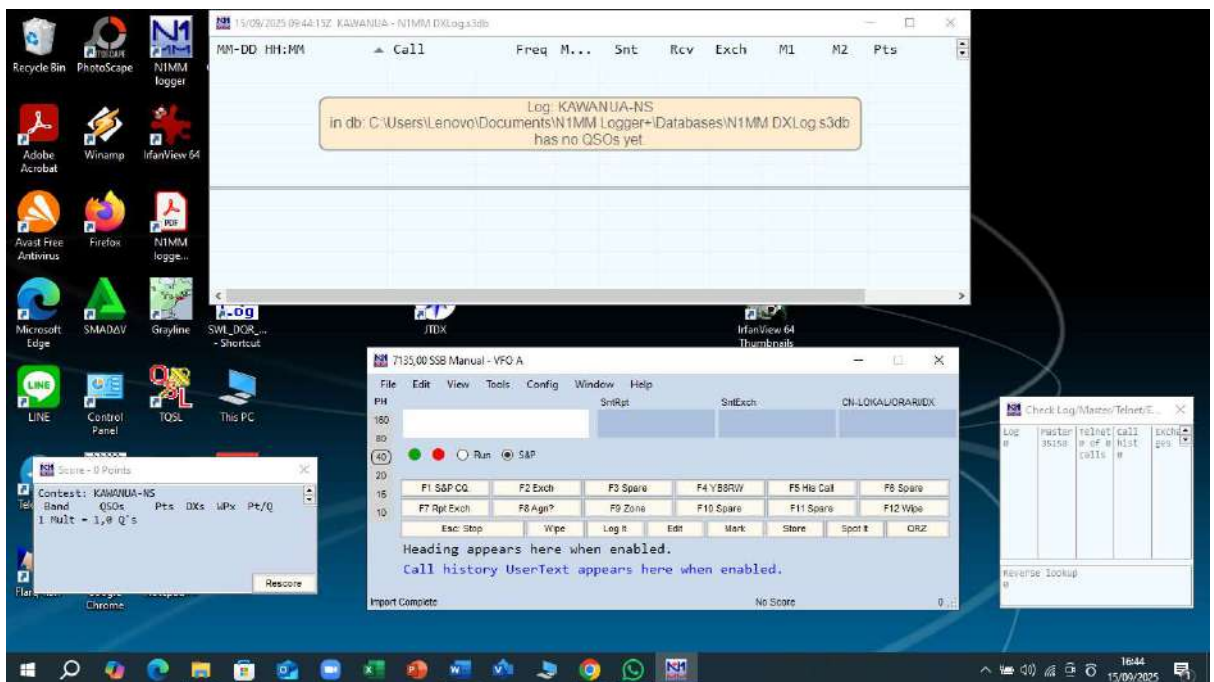 15/09/2025 09:44:15Z KAWANUA - N1MM DXLog.s3db
MM-DD HH:MM Call Freq M... Snt Rcv Exch M1 M2 Pts
Log: KAWANUA-NS
in db: C:\Users\Lenovo\Documents\N1MM Logger+\Databases\N1MM DXLog.s3db
has no QSOs yet.
Recycle Bin
PhotoScape
N1MM
logger
Adobe
Acrobat
Winamp
IrfanView 64
Avast Free
Antivirus
Firefox
N1MM
logge...
Microsoft
Edge
SMADAV
Grayline
SWL_DQR_...
- Shortcut
JTDX
IrfanView 64
Thumbnails
LINE
Control
Panel
TQSL
This PC
7135,00 SSB Manual - VFO A
File Edit View Tools Config Window Help
PH SntRpt SntExch CN-LOKAL/ORARI/DX
160
80
40
20
15
10
Run S&P
F1 S&P CQ F2 Exch F3 Spare F4 YB8RW F5 His Call F6 Spare
F7 Rpt Exch F8 Agn? F9 Zone F10 Spare F11 Spare F12 Wipe
Esc: Stop Wipe Log It Edit Mark Store Spot It QRZ
Heading appears here when enabled.
Call history UserText appears here when enabled.
Import Complete No Score 0
Score - 0 Points
Contest: KAWANUA-NS
Band QSOs Pts DXs WPx Pt/Q
1 Mult = 1,0 Q's
Rescore
Chrome
Check Log/Master/Telnet/E...
Log master telnet call excha
0 35158 # of # hist ges
calls #
Reverse lookup
16:44
15/09/2025